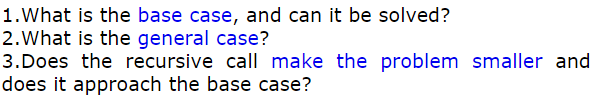 1.What is the base case, and can it be solved?
2.What is the general case?
3.Does the recursive call make the problem smaller and
does it approach the base case?